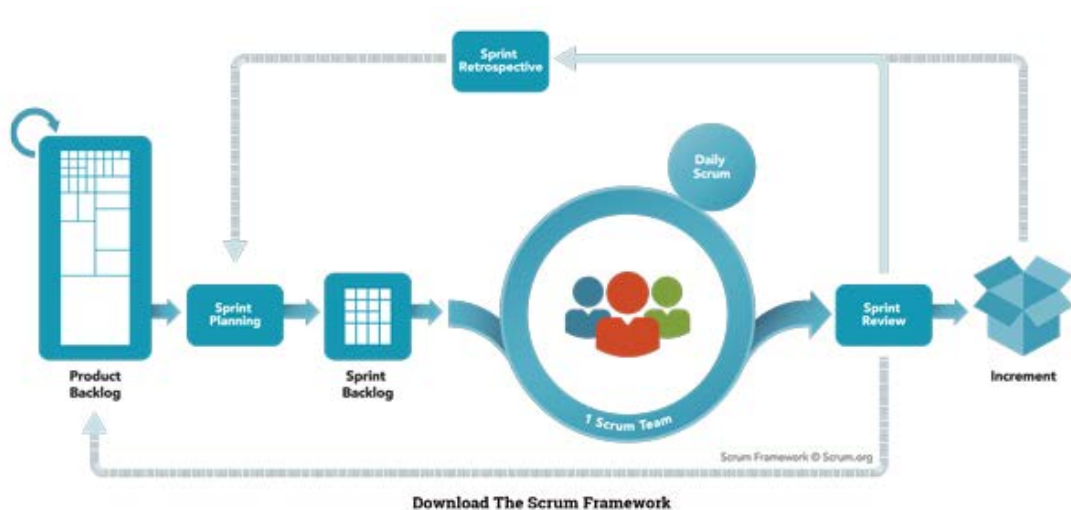 Sprint
Retrospective
Daily
Scrum
Sprint
Planning
Sprint
Review
Product
Backlog
Sprint
Backlog
Increment
1 Scrum Team
Scrum Framework © Scrum.org
Download The Scrum Framework